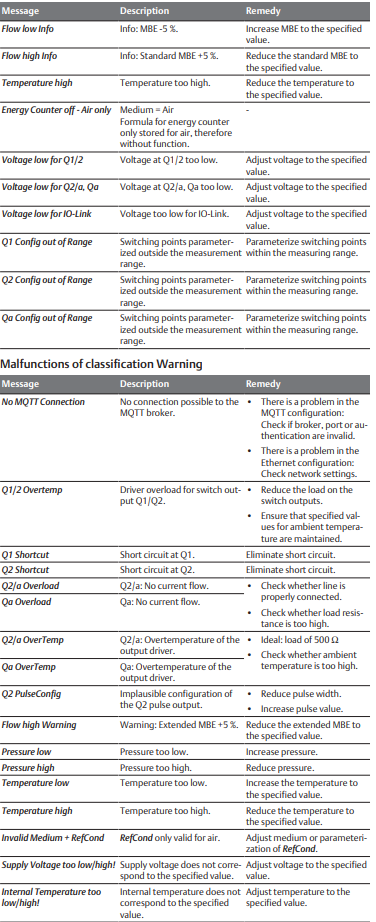 Message Description Remedy
Flow low Info Info: MBE -5 %. Increase MBE to the specified
value.
Flow high Info Info: Standard MBE +5 %. Reduce the standard MBE to
the specified value.
Temperature high Temperature too high. Reduce the temperature to
the specified value.
Energy Counter off - Air only Medium = Air -
Formula for energy counter
only stored for air, therefore
without function.
Voltage low for Q1/2 Voltage at Q1/2 too low. Adjust voltage to the specified
value.
Voltage low for Q2/a, Qa Voltage at Q2/a, Qa too low. Adjust voltage to the specified
value.
Voltage low for IO-Link Voltage too low for IO-Link. Adjust voltage to the specified
value.
Q1 Config out of Range Switching points parameter- Parameterize switching points
ized outside the measurement within the measuring range.
range.
Q2 Config out of Range Switching points parameter- Parameterize switching points
ized outside the measurement within the measuring range.
range.
Qa Config out of Range Switching points parameter- Parameterize switching points
ized outside the measurement within the measuring range.
range.
Malfunctions of classification Warning
Message Description Remedy
No MQTT Connection No connection possible to the • There is a problem in the
MQTT broker. MQTT configuration:
Check if broker, port or au-
thentication are invalid.
• There is a problem in the
Ethernet configuration:
Check network settings.
Q1/2 Overtemp Driver overload for switch out- • Reduce the load on the
put Q1/Q2. switch outputs.
• Ensure that specified val-
ues for ambient tempera-
ture are maintained.
Q1 Shortcut Short circuit at Q1. Eliminate short circuit.
Q2 Shortcut Short circuit at Q2. Eliminate short circuit.
Q2/a Overload Q2/a: No current flow. • Check whether line is
properly connected.
Qa Overload Qa: No current flow. • Check whether load resis-
tance is too high.
Q2/a OverTemp Q2/a: Overtemperature of the • Ideal: load of 500 Ω
output driver. • Check whether ambient
temperature is too high.
Qa OverTemp Qa: Overtemperature of the
output driver.
Q2 PulseConfig Implausible configuration of • Reduce pulse width.
the Q2 pulse output. • Increase pulse value.
Flow high Warning Warning: Extended MBE +5 %. Reduce the extended MBE to
the specified value.
Pressure low Pressure too low. Increase pressure.
Pressure high Pressure too high. Reduce pressure.
Temperature low Temperature too low. Increase the temperature to
the specified value.
Temperature high Temperature too high. Reduce the temperature to
the specified value.
Invalid Medium + RefCond RefCond only valid for air. Adjust medium or parameteri-
zation of RefCond.
Supply Voltage too low/high! Supply voltage does not corre- Adjust voltage to the specified
spond to the specified value. value.
Internal Temperature too Internal temperature does not Adjust temperature to the
low/high! correspond to the specified specified value.
value.